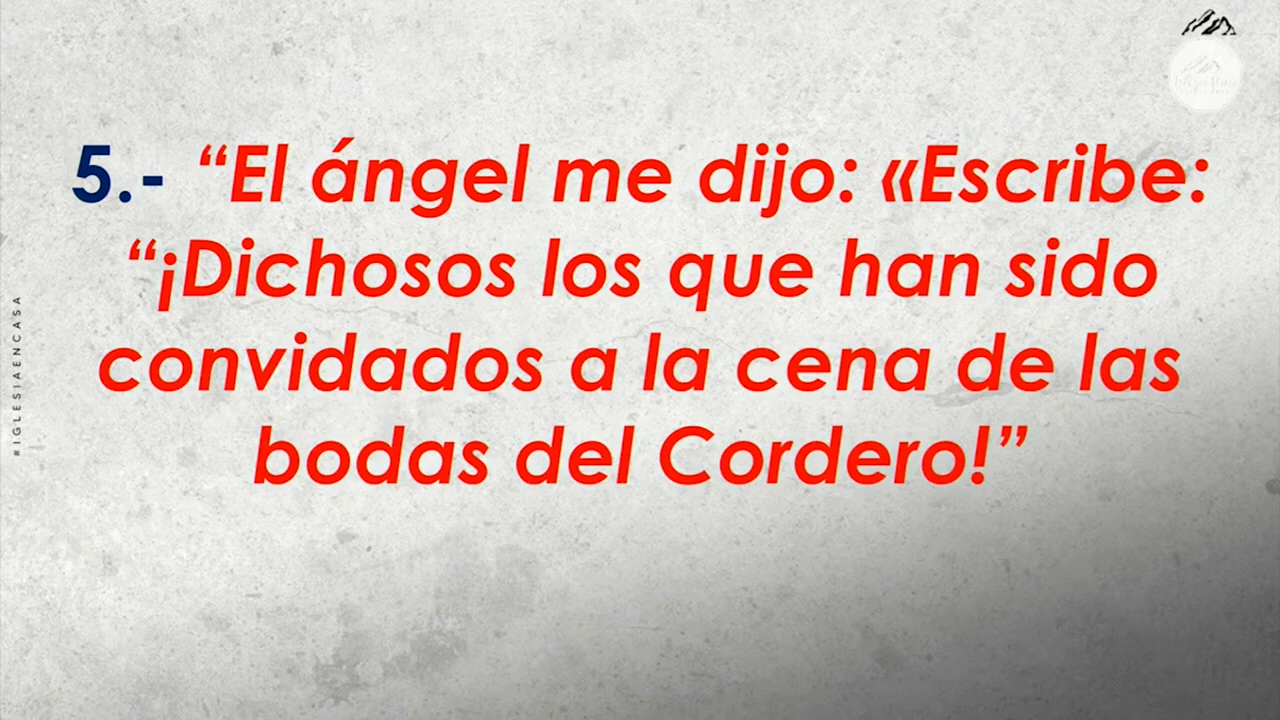 5.- “El ángel me dijo: «Escribe:
“¡Dichosos los que han sido
convidados a la cena de las
bodas del Cordero!”
#IGLESIAENCASA